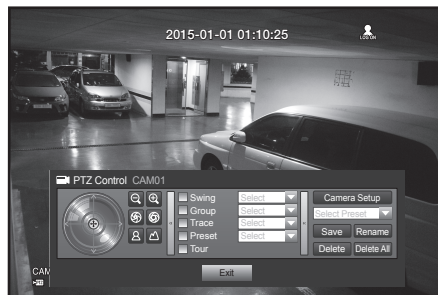 2015-01-01 01:10:25
LOG ON
PTZ Control CAM01
Swing Select
Group Select
Trace Select
Preset Select
Tour
Camera Setup
Select Preset
Save Rename
Delete Delete All
Exit
CAM
PTZ